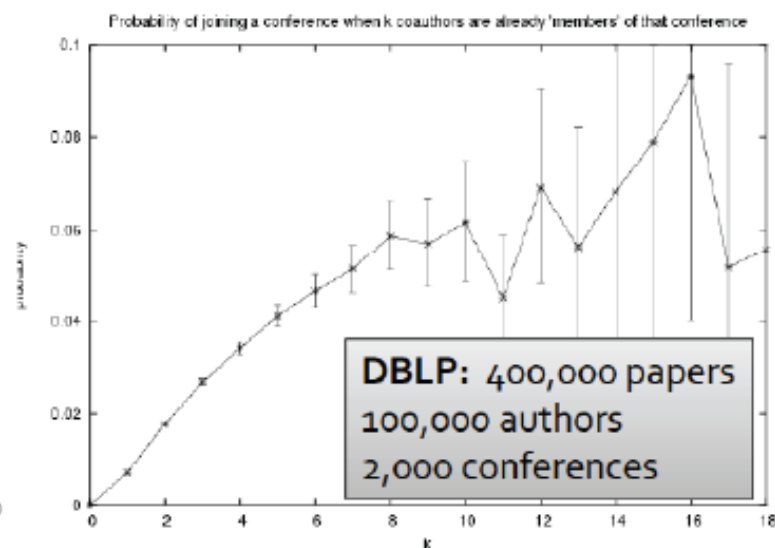 Probability of joining a conference when k coauthors are already 'members' of that conference
0.1
0.08
0.06
0.04
0.02
0
probability
DBLP: 400,000 papers
100,000 authors
2,000 conferences
0 2 4 6 8 10 12 14 16 18
k